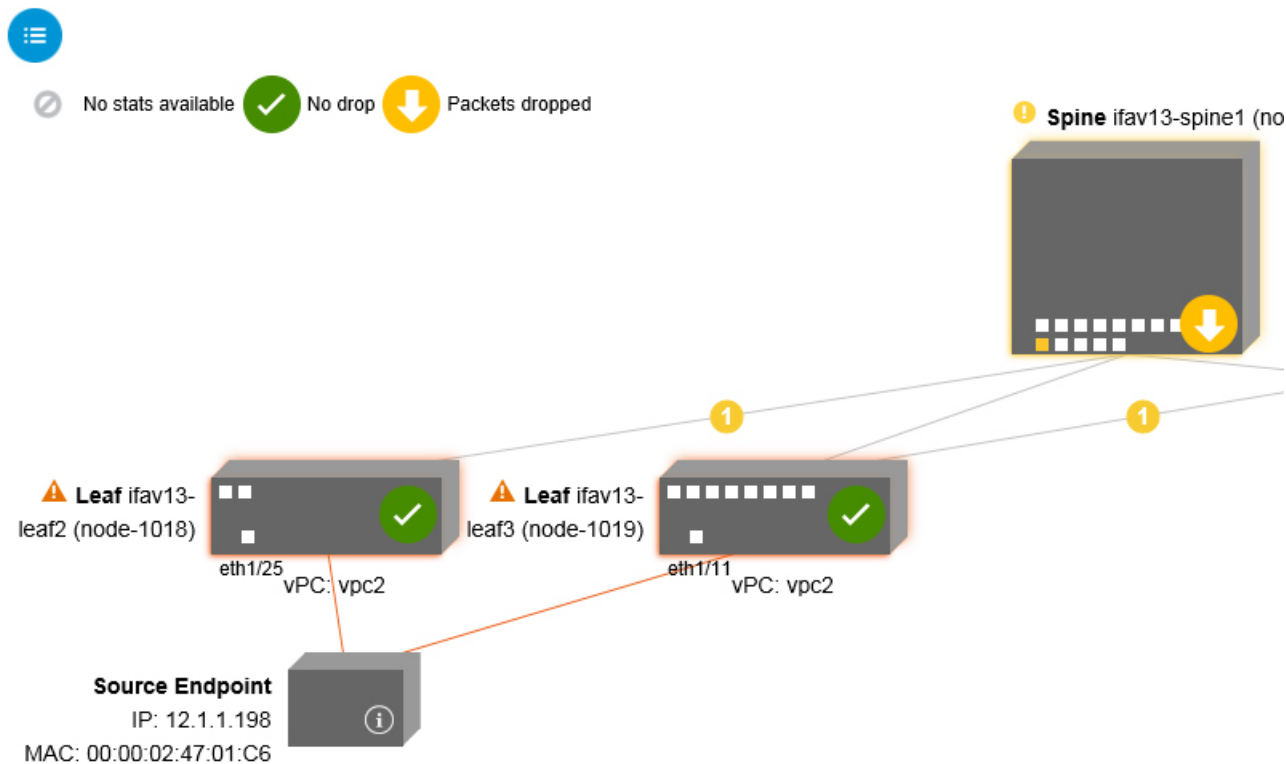 No stats available No drop Packets dropped
Spine ifav13-spine1 (no
1 1
Leaf ifav13-
leaf2 (node-1018)
eth1/25
vPC: vpc2
Leaf ifav13-
leaf3 (node-1019)
eth1/11
vPC: vpc2
Source Endpoint
IP: 12.1.1.198
MAC: 00:00:02:47:01:C6